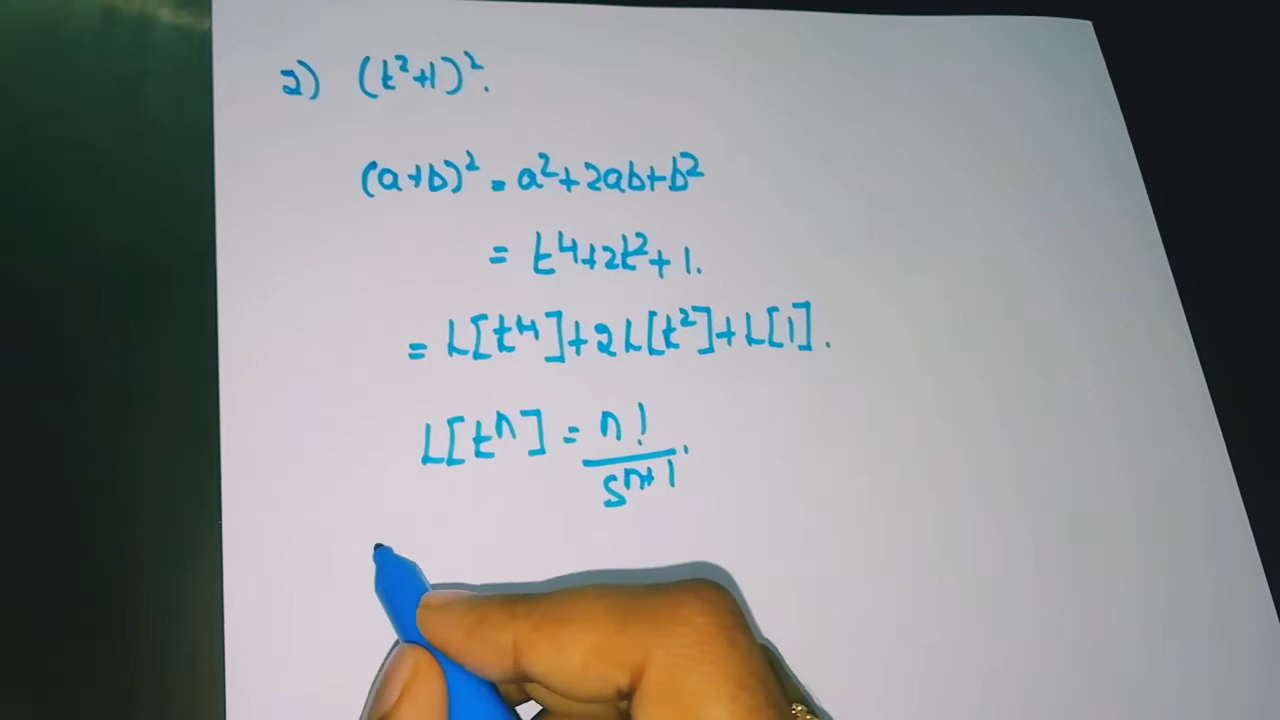 2) (t²+1)².
(a+b)² = a²+2ab+b²
= t⁴+2t²+1.
= L[t⁴]+2L[t²]+L[1].
L[tⁿ] = n!/sⁿ⁺¹.